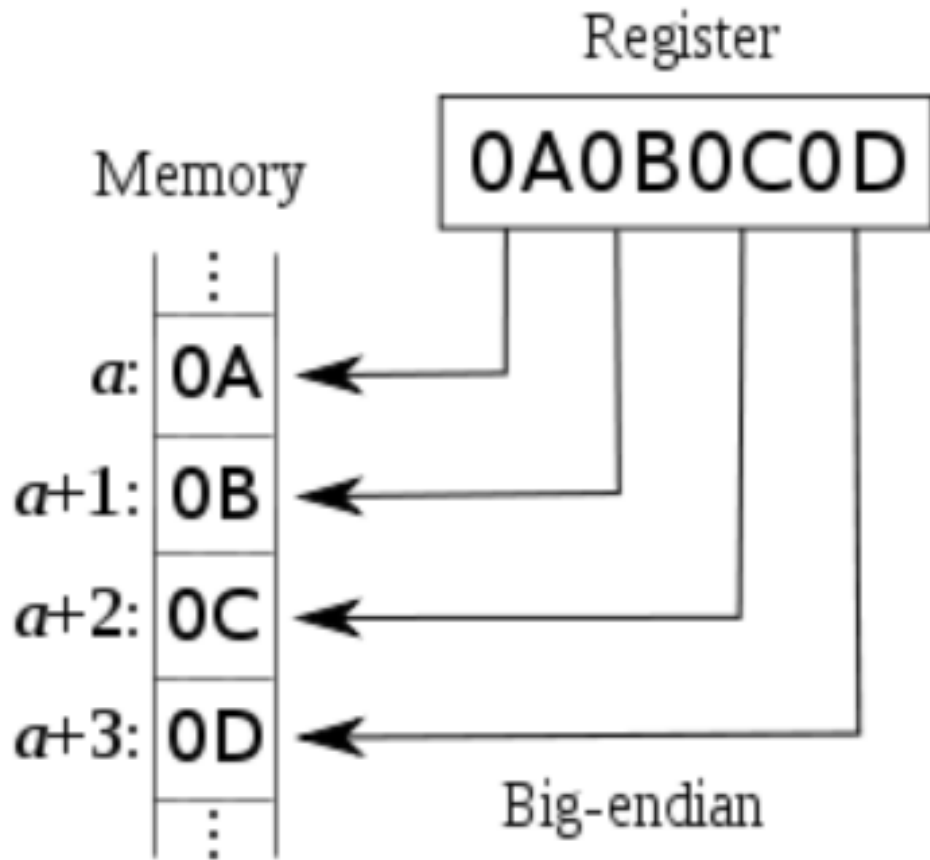 Register
0A0B0C0D
Memory
⋮
a: 0A
a+1: 0B
a+2: 0C
a+3: 0D
⋮
Big-endian